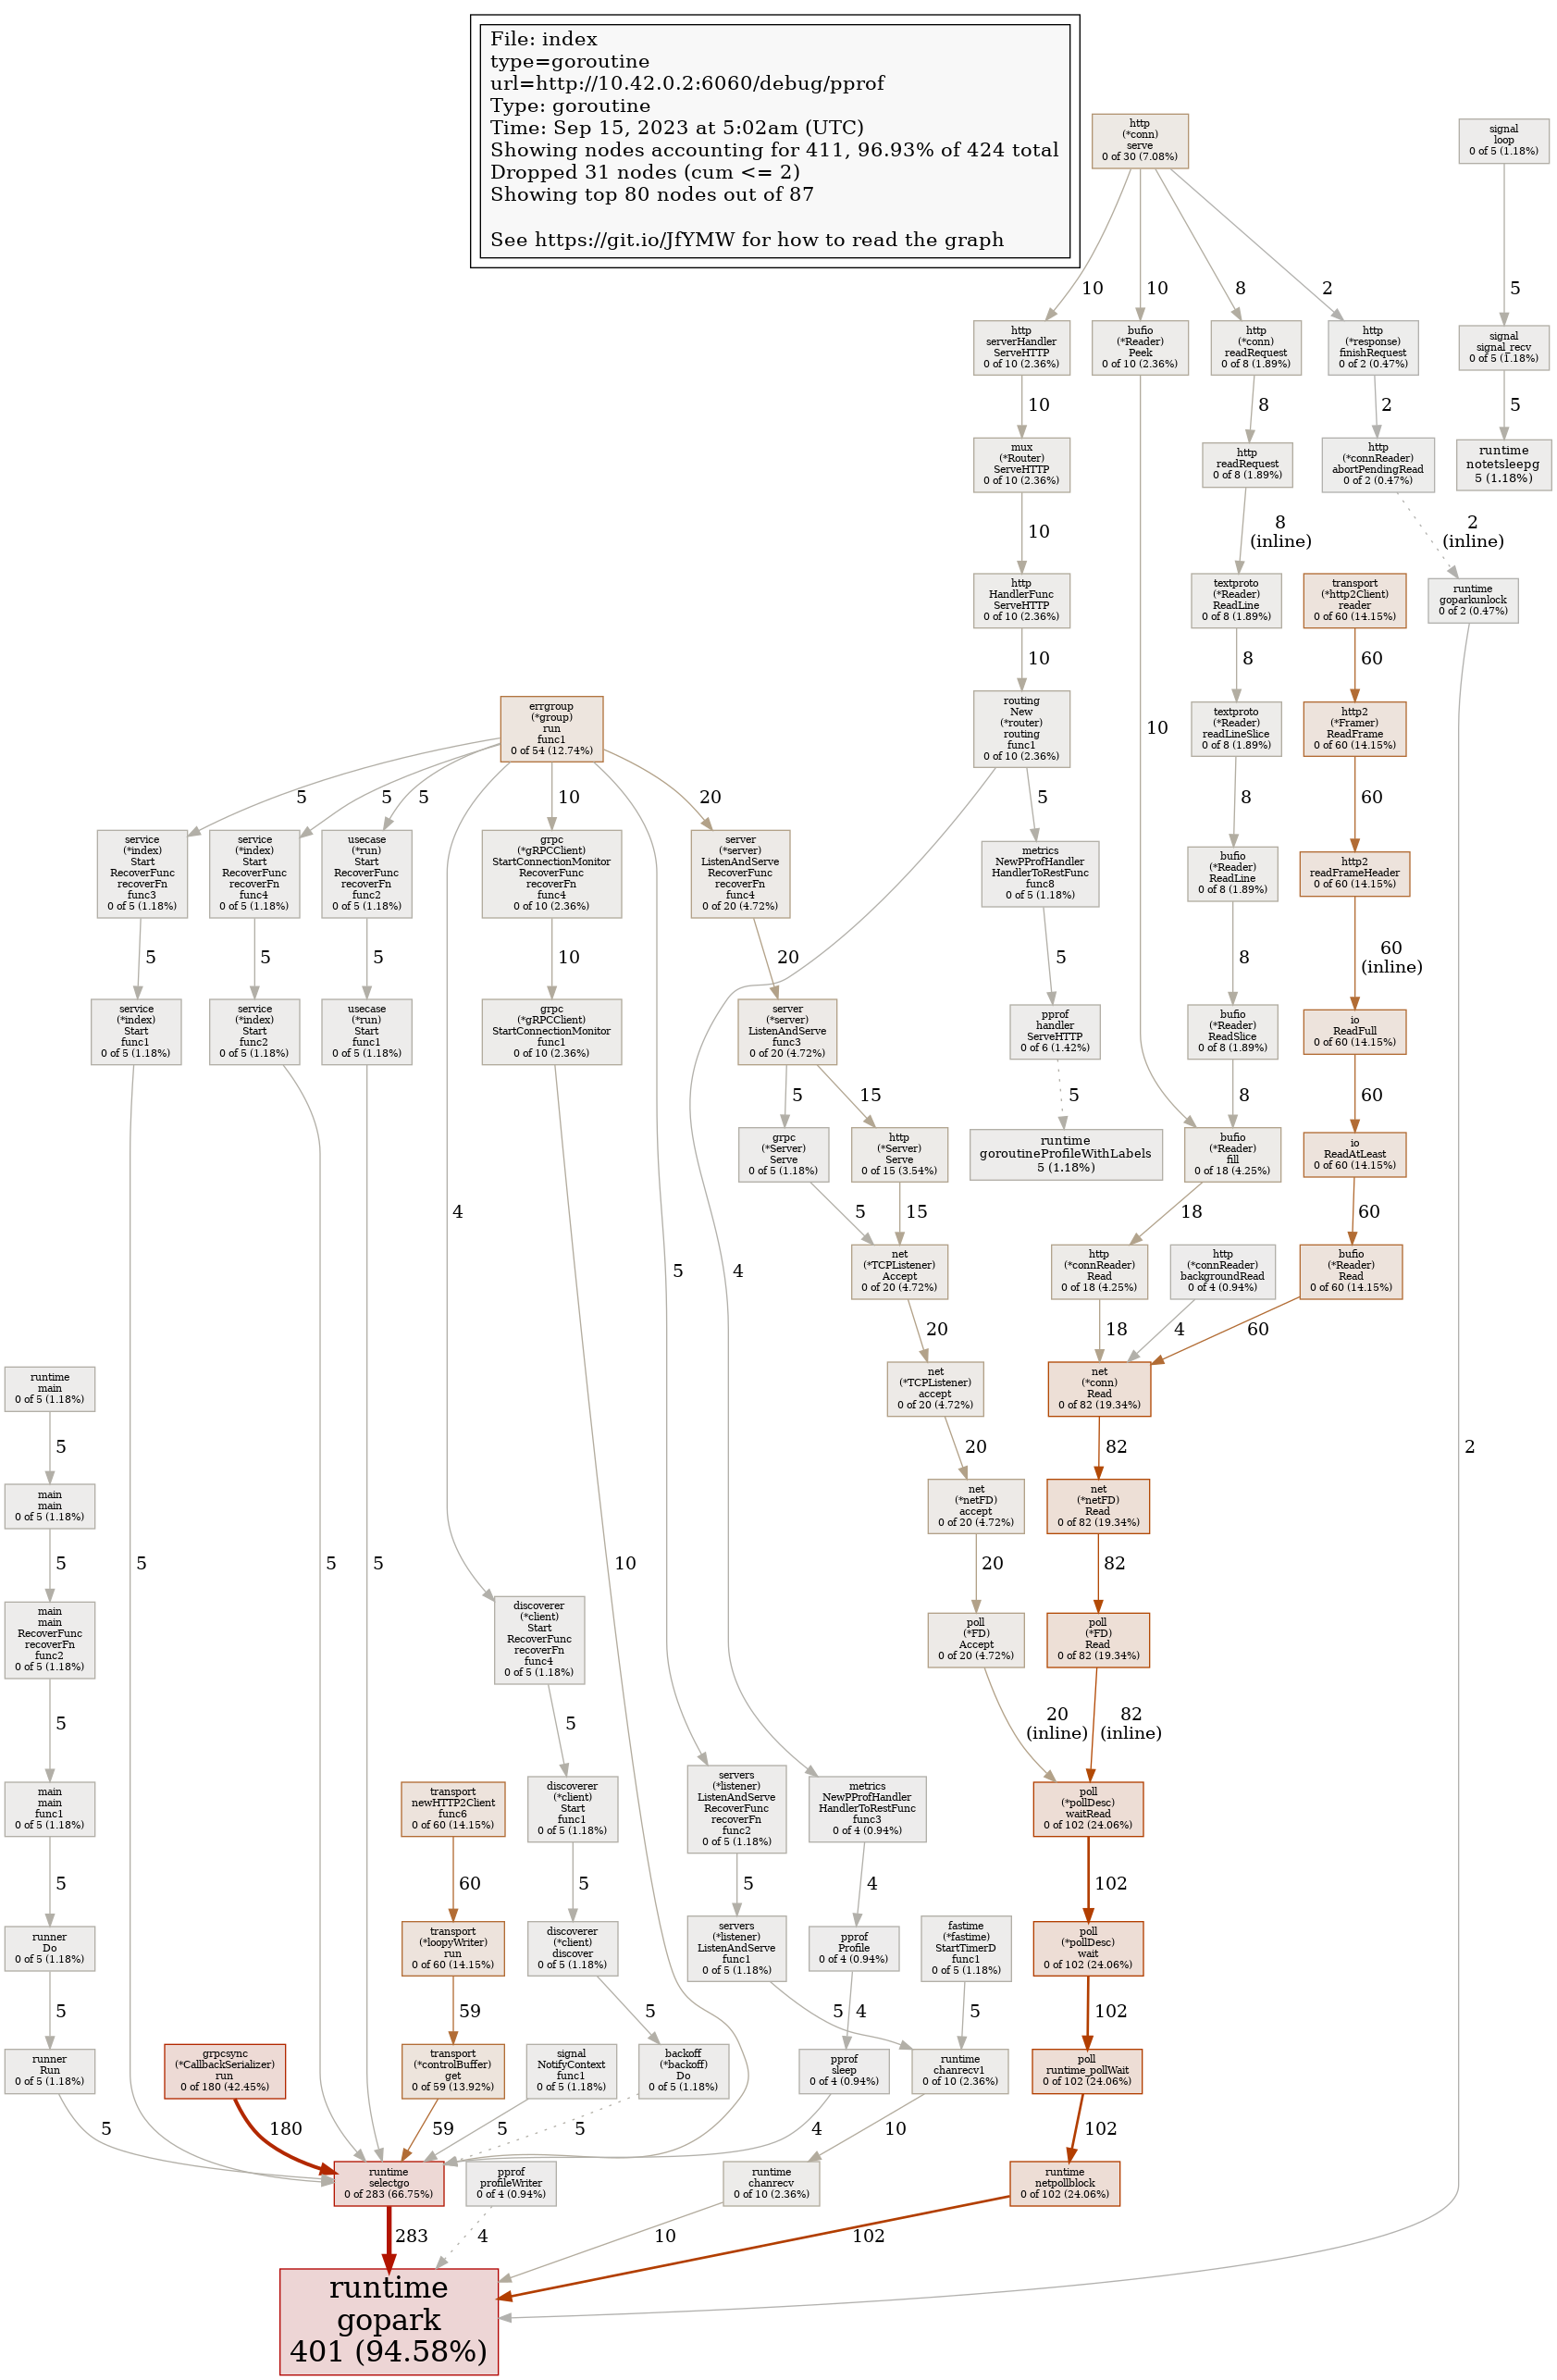 File: index
type=goroutine
url=http://10.42.0.2:6060/debug/pprof
Type: goroutine
Time: Sep 15, 2023 at 5:02am (UTC)
Showing nodes accounting for 411, 96.93% of 424 total
Dropped 31 nodes (cum <= 2)
Showing top 80 nodes out of 87
See https://git.io/JfYMW for how to read the graph
http
(*conn)
serve
0 of 30 (7.08%)
signal
loop
0 of 5 (1.18%)
10
10
8
2
5
http
serverHandler
ServeHTTP
0 of 10 (2.36%)
bufio
(*Reader)
Peek
0 of 10 (2.36%)
http
(*conn)
readRequest
0 of 8 (1.89%)
http
(*response)
finishRequest
0 of 2 (0.47%)
signal
signal_recv
0 of 5 (1.18%)
10
8
2
5
mux
(*Router)
ServeHTTP
0 of 10 (2.36%)
http
readRequest
0 of 8 (1.89%)
http
(*connReader)
abortPendingRead
0 of 2 (0.47%)
runtime
notetsleepg
5 (1.18%)
10
8
(inline)
2
(inline)
http
HandlerFunc
ServeHTTP
0 of 10 (2.36%)
textproto
(*Reader)
ReadLine
0 of 8 (1.89%)
transport
(*http2Client)
reader
0 of 60 (14.15%)
runtime
goparkunlock
0 of 2 (0.47%)
10
8
60
errgroup
(*group)
run
func1
0 of 54 (12.74%)
routing
New
(*router)
routing
func1
0 of 10 (2.36%)
10
textproto
(*Reader)
readLineSlice
0 of 8 (1.89%)
http2
(*Framer)
ReadFrame
0 of 60 (14.15%)
5
5
5
10
20
5
8
60
service
(*index)
Start
RecoverFunc
recoverFn
func3
0 of 5 (1.18%)
service
(*index)
Start
RecoverFunc
recoverFn
func4
0 of 5 (1.18%)
usecase
(*run)
Start
RecoverFunc
recoverFn
func2
0 of 5 (1.18%)
grpc
(*gRPCClient)
StartConnectionMonitor
RecoverFunc
recoverFn
func4
0 of 10 (2.36%)
server
(*server)
ListenAndServe
RecoverFunc
recoverFn
func4
0 of 20 (4.72%)
metrics
NewPProfHandler
HandlerToRestFunc
func8
0 of 5 (1.18%)
bufio
(*Reader)
ReadLine
0 of 8 (1.89%)
http2
readFrameHeader
0 of 60 (14.15%)
5
5
5
10
20
5
8
60
(inline)
service
(*index)
Start
func1
0 of 5 (1.18%)
service
(*index)
Start
func2
0 of 5 (1.18%)
usecase
(*run)
Start
func1
0 of 5 (1.18%)
grpc
(*gRPCClient)
StartConnectionMonitor
func1
0 of 10 (2.36%)
server
(*server)
ListenAndServe
func3
0 of 20 (4.72%)
pprof
handler
ServeHTTP
0 of 6 (1.42%)
bufio
(*Reader)
ReadSlice
0 of 8 (1.89%)
io
ReadFull
0 of 60 (14.15%)
5
15
5
8
60
grpc
(*Server)
Serve
0 of 5 (1.18%)
http
(*Server)
Serve
0 of 15 (3.54%)
runtime
goroutineProfileWithLabels
5 (1.18%)
bufio
(*Reader)
fill
0 of 18 (4.25%)
io
ReadAtLeast
0 of 60 (14.15%)
4
5
15
18
60
net
(*TCPListener)
Accept
0 of 20 (4.72%)
http
(*connReader)
Read
0 of 18 (4.25%)
http
(*connReader)
backgroundRead
0 of 4 (0.94%)
bufio
(*Reader)
Read
0 of 60 (14.15%)
5
4
20
18
4
60
runtime
main
0 of 5 (1.18%)
net
(*TCPListener)
accept
0 of 20 (4.72%)
net
(*conn)
Read
0 of 82 (19.34%)
5
20
82
2
main
main
0 of 5 (1.18%)
net
(*netFD)
accept
0 of 20 (4.72%)
net
(*netFD)
Read
0 of 82 (19.34%)
5
5
5
5
10
20
82
main
main
RecoverFunc
recoverFn
func2
0 of 5 (1.18%)
discoverer
(*client)
Start
RecoverFunc
recoverFn
func4
0 of 5 (1.18%)
poll
(*FD)
Accept
0 of 20 (4.72%)
poll
(*FD)
Read
0 of 82 (19.34%)
5
5
20
(inline)
82
(inline)
main
main
func1
0 of 5 (1.18%)
transport
newHTTP2Client
func6
0 of 60 (14.15%)
discoverer
(*client)
Start
func1
0 of 5 (1.18%)
servers
(*listener)
ListenAndServe
RecoverFunc
recoverFn
func2
0 of 5 (1.18%)
metrics
NewPProfHandler
HandlerToRestFunc
func3
0 of 4 (0.94%)
poll
(*pollDesc)
waitRead
0 of 102 (24.06%)
5
60
5
5
4
102
runner
Do
0 of 5 (1.18%)
transport
(*loopyWriter)
run
0 of 60 (14.15%)
discoverer
(*client)
discover
0 of 5 (1.18%)
servers
(*listener)
ListenAndServe
func1
0 of 5 (1.18%)
pprof
Profile
0 of 4 (0.94%)
fastime
(*fastime)
StartTimerD
func1
0 of 5 (1.18%)
poll
(*pollDesc)
wait
0 of 102 (24.06%)
5
59
5
5
4
5
102
runner
Run
0 of 5 (1.18%)
grpcsync
(*CallbackSerializer)
run
0 of 180 (42.45%)
transport
(*controlBuffer)
get
0 of 59 (13.92%)
signal
NotifyContext
func1
0 of 5 (1.18%)
backoff
(*backoff)
Do
0 of 5 (1.18%)
pprof
sleep
0 of 4 (0.94%)
runtime
chanrecv1
0 of 10 (2.36%)
poll
runtime_pollWait
0 of 102 (24.06%)
5
180
59
5
5
4
10
102
runtime
selectgo
0 of 283 (66.75%)
pprof
profileWriter
0 of 4 (0.94%)
runtime
chanrecv
0 of 10 (2.36%)
runtime
netpollblock
0 of 102 (24.06%)
283
4
10
102
runtime
gopark
401 (94.58%)